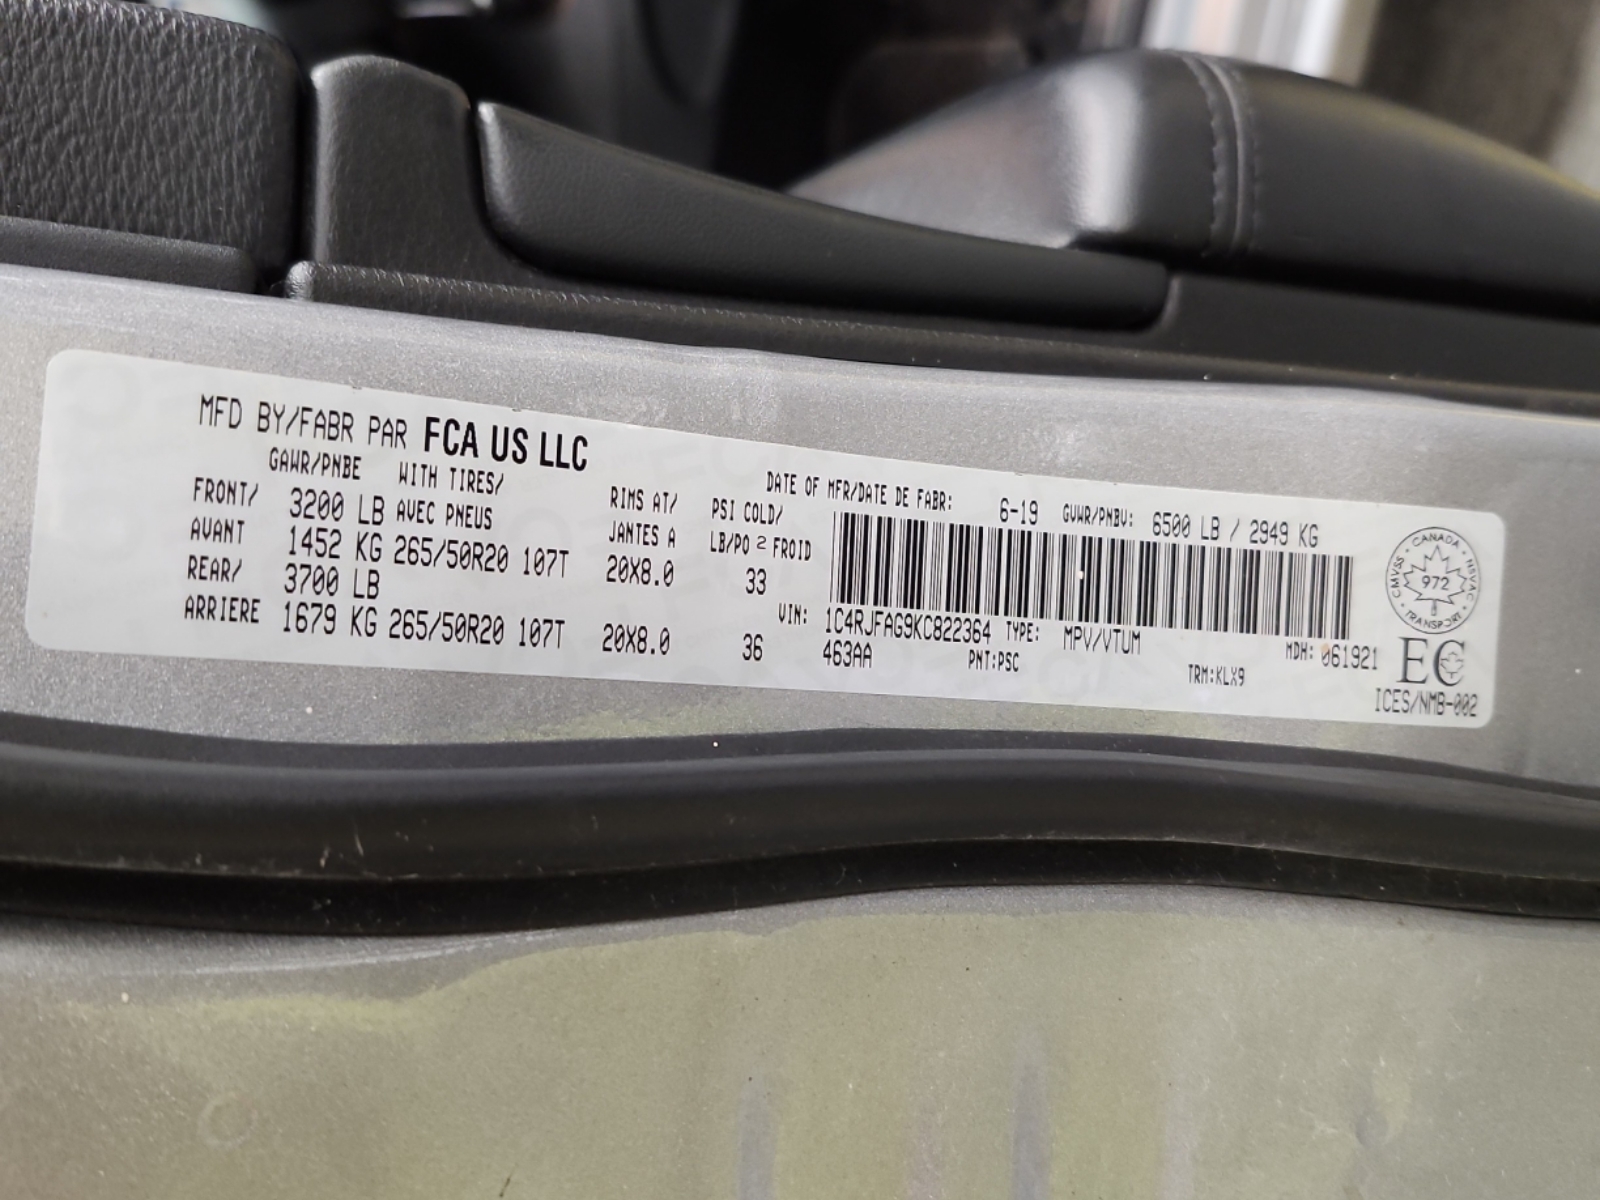 MFD BY/FABR PAR FCA US LLC
GAWR/PNBE WITH TIRES/ RIMS AT/ PSI COLD/
FRONT/ 3200 LB AVEC PNEUS JANTES A LB/PO 2 FROID
AVANT 1452 KG 265/50R20 107T 20X8.0 33
REAR/ 3700 LB
ARRIERE 1679 KG 265/50R20 107T 20X8.0 36
DATE OF MFR/DATE DE FABR: 6-19 GVWR/PNBV: 6500 LB / 2949 KG
VIN: 1C4RJFAG9KC822364 TYPE: MPV/VTUM MDH: 061921
463AA PNT:PSC TRM:KLX9
CMVSS • CANADA • NSVAC • TRANSPORT •
972
EC
ICES/NMB-002